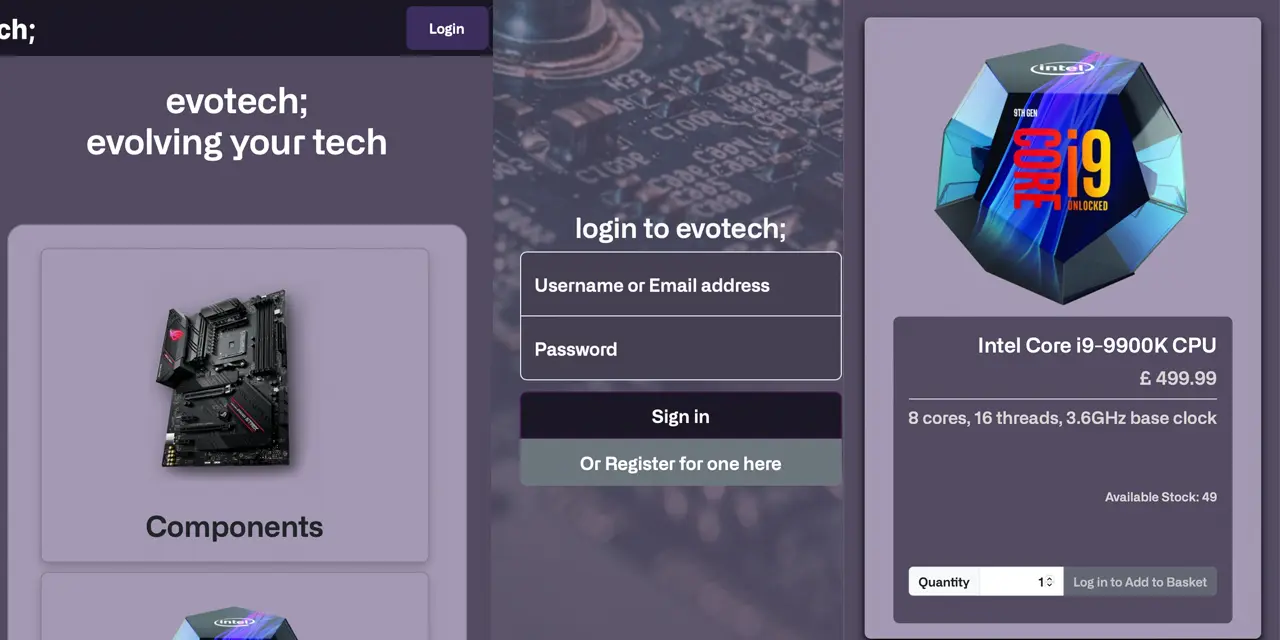 ch;
Login
evotech;
evolving your tech
Components
intel
login to evotech;
Username or Email address
Password
Sign in
Or Register for one here
intel
9TH GEN
CORE i9
UNLOCKED
Intel Core i9-9900K CPU
£ 499.99
8 cores, 16 threads, 3.6GHz base clock
Available Stock: 49
Quantity 1
Log in to Add to Basket